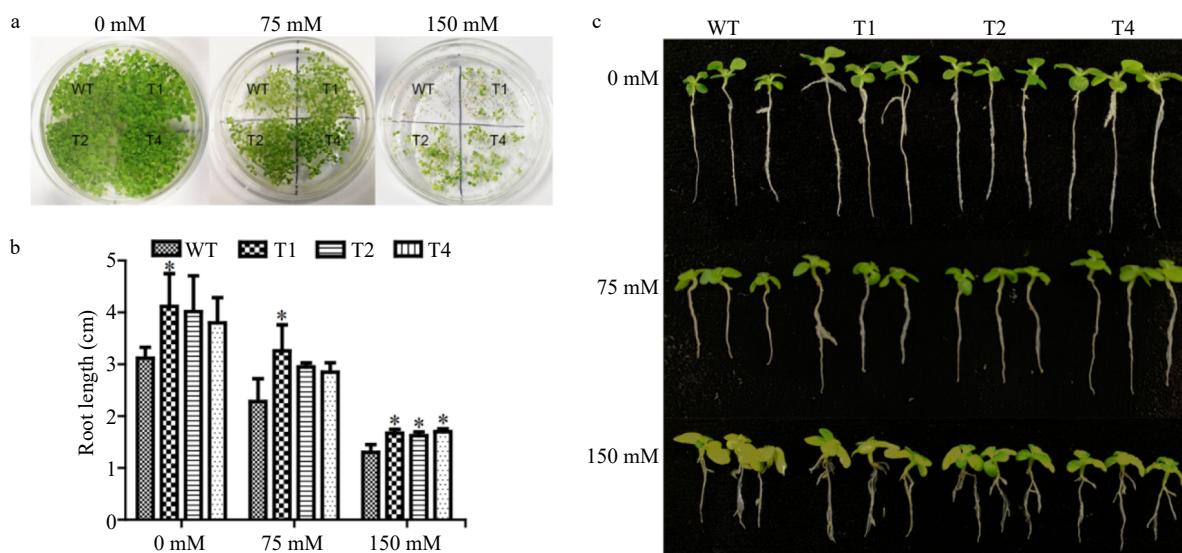 a
0 mM 75 mM 150 mM
WT T1
T2 T4
WT T1
T2 T4
WT T1
T2 T4
b
WT T1 T2 T4
Root length (cm)
5
4
3
2
1
0
* * * * *
0 mM 75 mM 150 mM
c
WT T1 T2 T4
0 mM
75 mM
150 mM